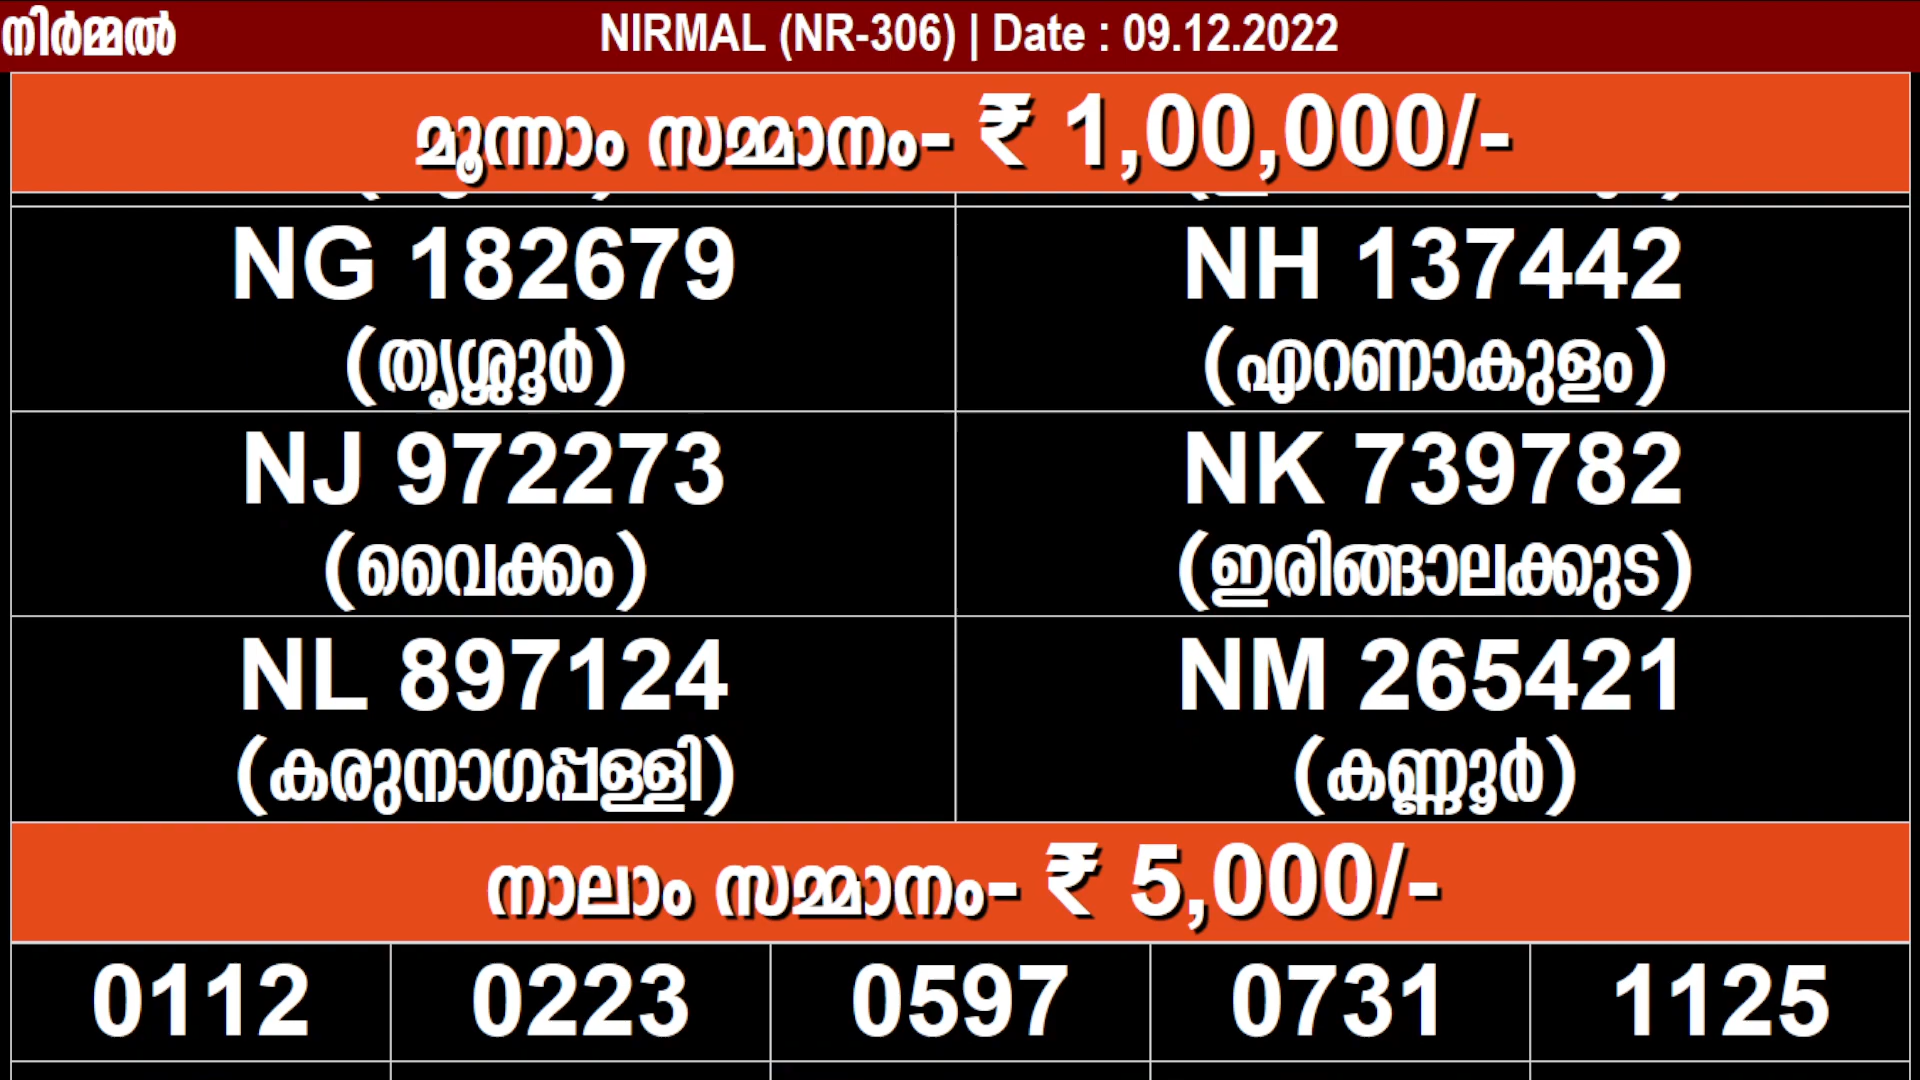 നിർമ്മൽ
NIRMAL (NR-306) | Date : 09.12.2022
മൂന്നാം സമ്മാനം- ₹ 1,00,000/-
NG 182679
NH 137442
(തൃശ്ശൂർ)
(എറണാകുളം)
NJ 972273
NK 739782
(വൈക്കം)
(ഇരിങ്ങാലക്കുട)
NL 897124
NM 265421
(കരുനാഗപ്പള്ളി)
(കണ്ണൂർ)
നാലാം സമ്മാനം- ₹ 5,000/-
0112
0223
0597
0731
1125